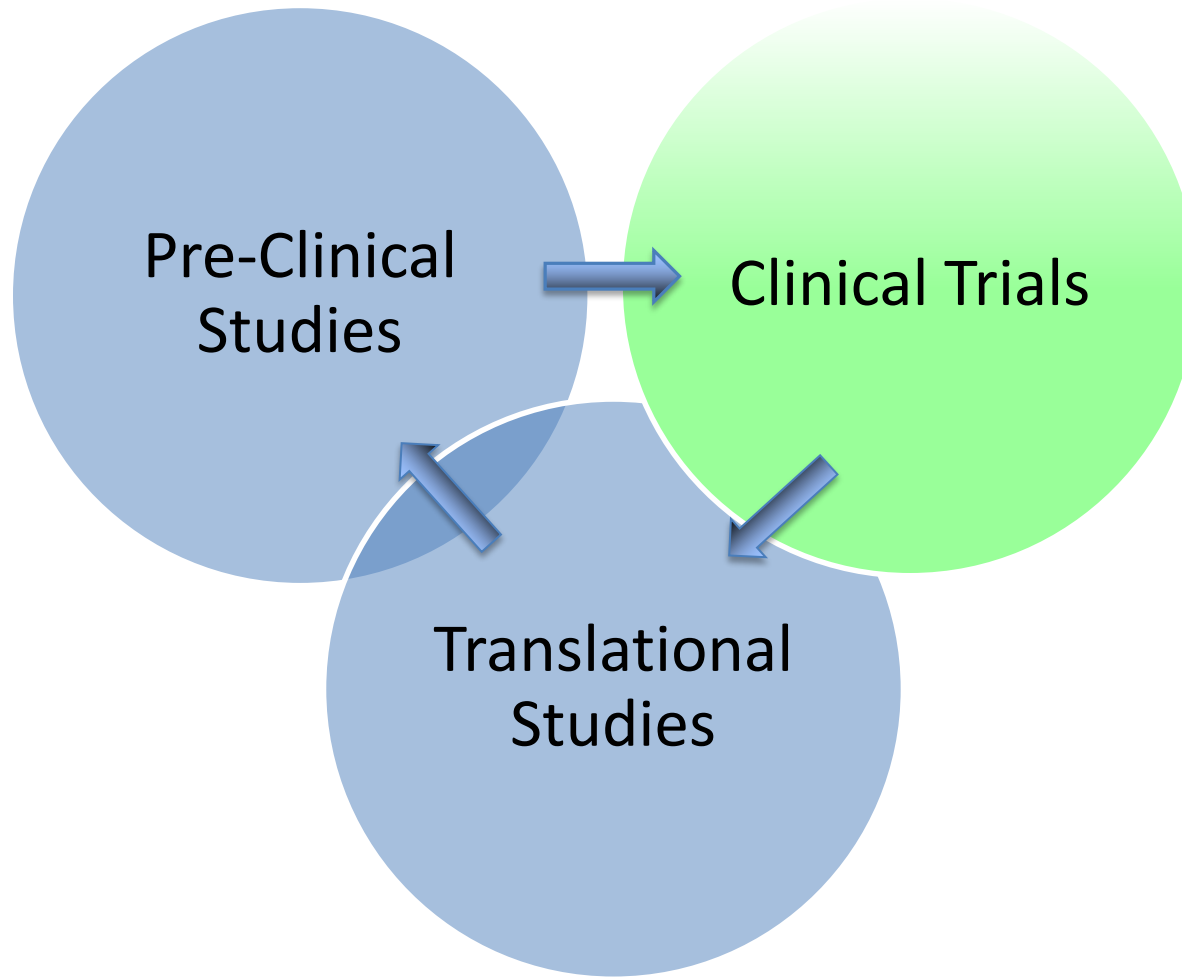 Pre-Clinical
Studies
Clinical Trials
Translational
Studies